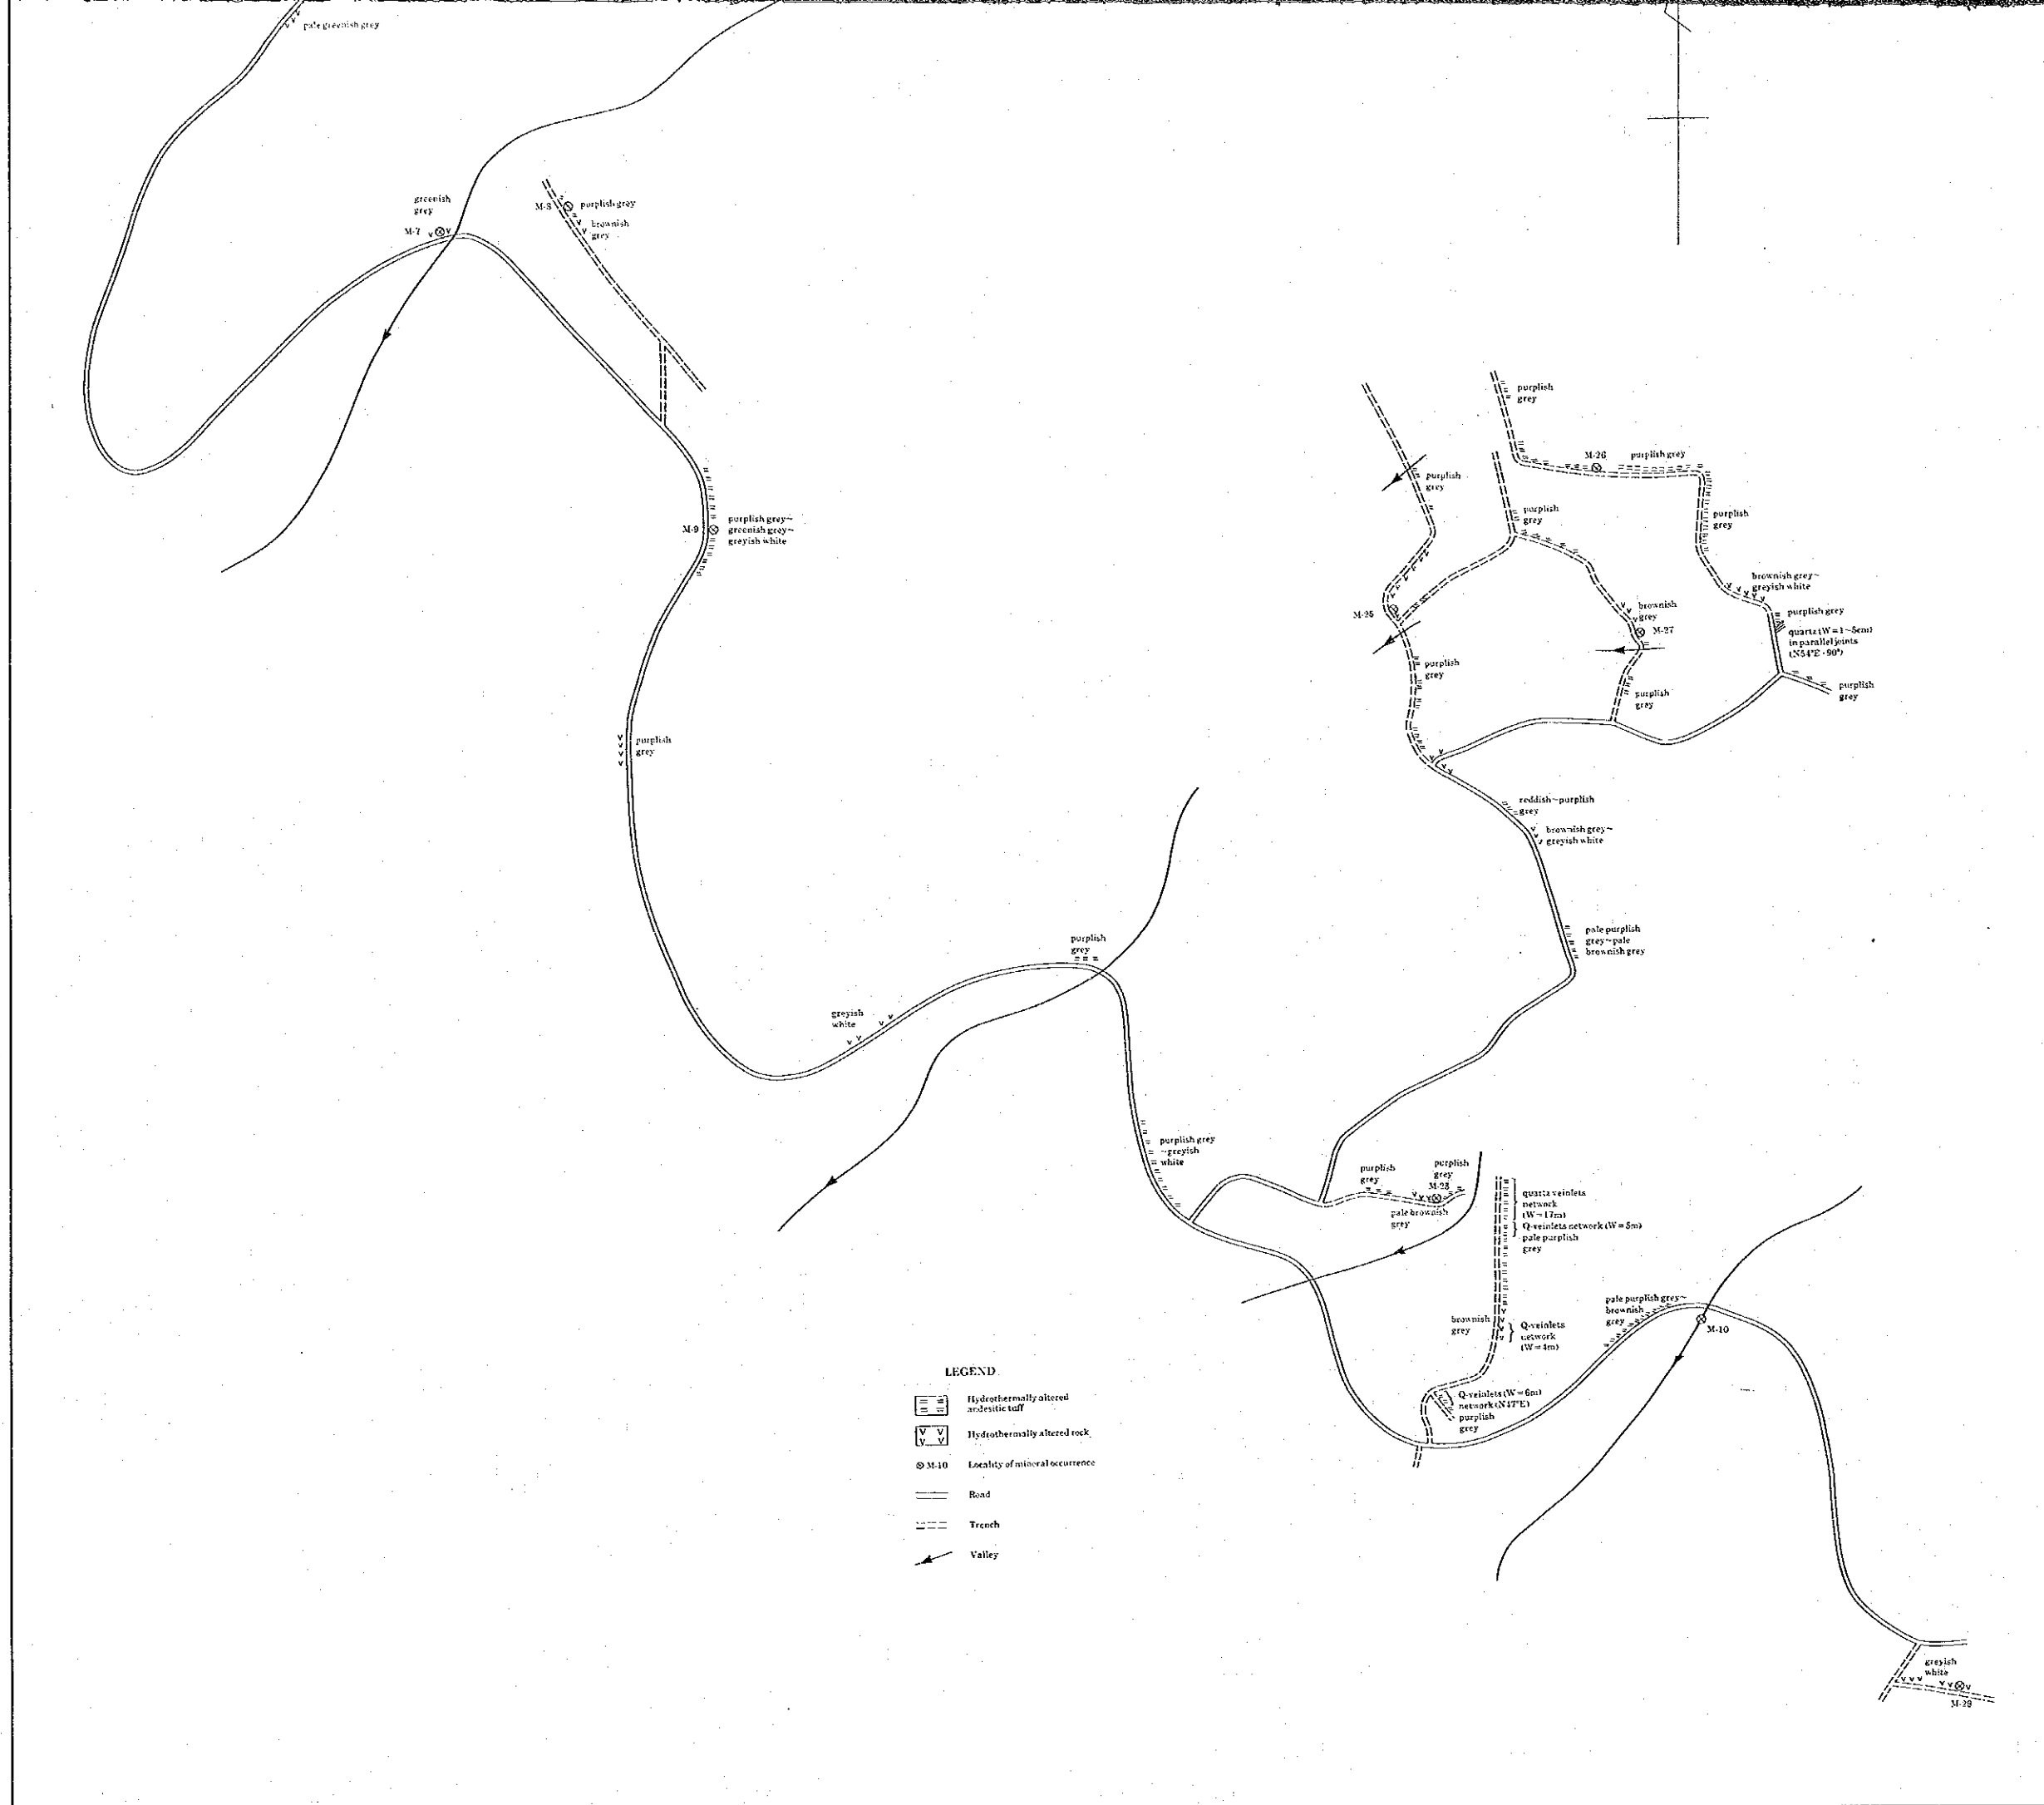 pale greenish grey
greenish
grey
M-7
M-8
purplish grey
brownish
grey
purplish
grey
M-26
purplish grey
purplish
grey
purplish
grey
purplish
grey
M-9
purplish grey~
greenish grey~
greyish white
brownish grey~
greyish white
M-25
brownish
grey
M-27
purplish grey
quartz (W=1~5cm)
in parallel joints
(N54°E·90°)
purplish
grey
purplish
grey
purplish
grey
purplish
grey
reddish~purplish
grey
brownish grey~
greyish white
pale purplish
grey~pale
brownish grey
purplish
grey
greyish
white
purplish grey
~greyish
white
purplish
grey
purplish
grey
M-28
pale brownish
grey
quartz veinlets
network
(W=17m)
Q-veinlets network (W=5m)
pale purplish
grey
brownish
grey
Q-veinlets
network
(W=4m)
pale purplish grey~
brownish
grey
M-10
Q-veinlets (W=6m)
network (N47°E)
purplish
grey
LEGEND
Hydrothermally altered
andesitic tuff
Hydrothermally altered rock
M-10 Locality of mineral occurrence
Road
Trench
Valley
greyish
white
M-29